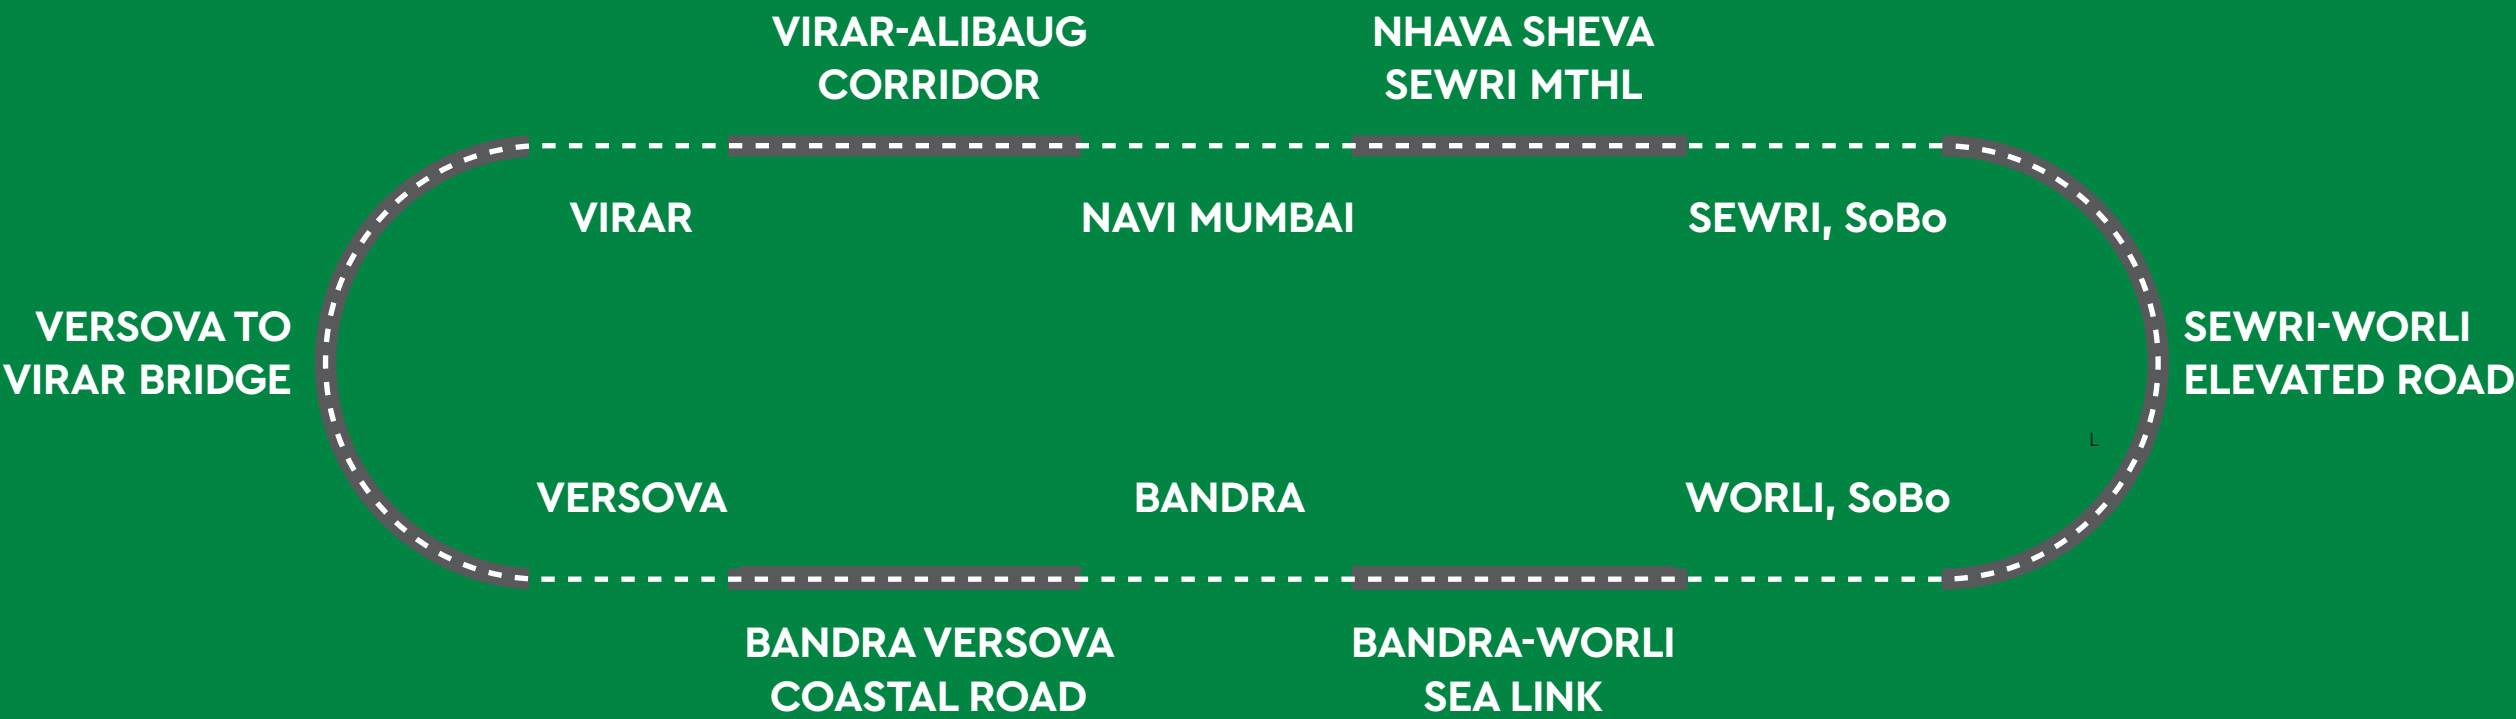 VIRAR-ALIBAUG
CORRIDOR
NHAVA SHEVA
SEWRI MTHL
VIRAR
NAVI MUMBAI
SEWRI, SoBo
VERSOVA TO
VIRAR BRIDGE
SEWRI-WORLI
ELEVATED ROAD
L
VERSOVA
BANDRA
WORLI, SoBo
BANDRA VERSOVA
COASTAL ROAD
BANDRA-WORLI
SEA LINK